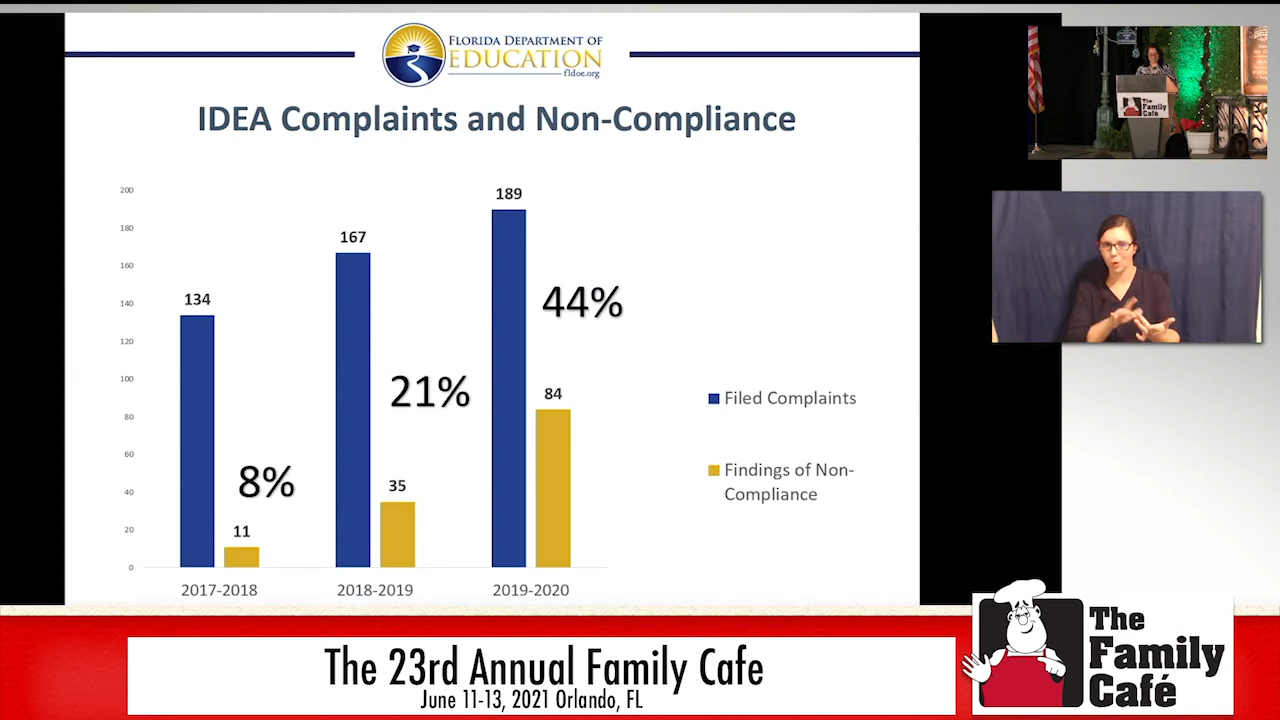 FLORIDA DEPARTMENT OF
EDUCATION
fldoe.org
IDEA Complaints and Non-Compliance
200
180
160
140
120
100
80
60
40
20
0
134
11
8%
167
35
21%
189
84
44%
2017-2018
2018-2019
2019-2020
Filed Complaints
Findings of Non-
Compliance
The
Family
Café
The 23rd Annual Family Cafe
June 11-13, 2021 Orlando, FL
The
Family
Café